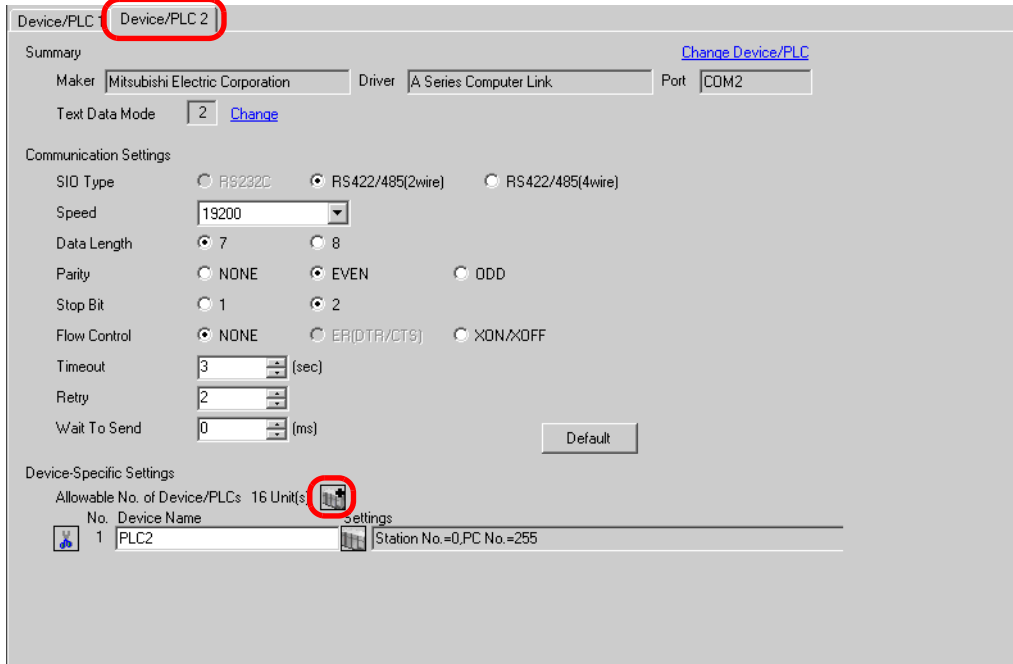 Device/PLC 1 Device/PLC 2
Summary Change Device/PLC
Maker Mitsubishi Electric Corporation Driver A Series Computer Link Port COM2
Text Data Mode 2 Change
Communication Settings
SIO Type RS232C RS422/485(2wire) RS422/485(4wire)
Speed 19200
Data Length 7 8
Parity NONE EVEN ODD
Stop Bit 1 2
Flow Control NONE ER(DTR/CTS) XON/XOFF
Timeout 3 (sec)
Retry 2
Wait To Send 0 (ms) Default
Device-Specific Settings
Allowable No. of Device/PLCs 16 Unit(s)
No. Device Name Settings
1 PLC2 Station No.=0,PC No.=255